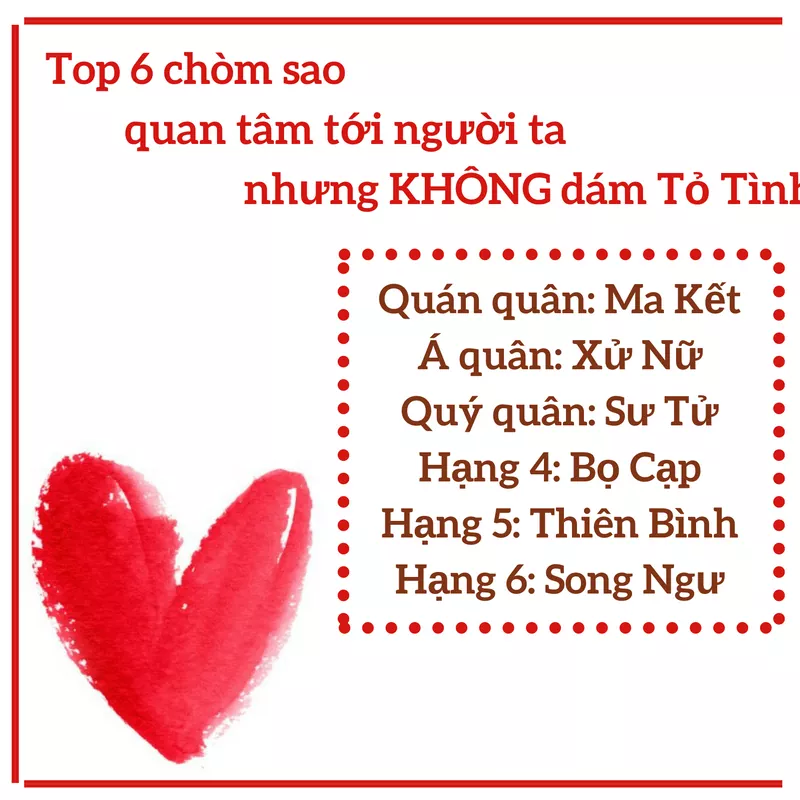 Top 6 chòm sao
quan tâm tới người ta
nhưng KHÔNG dám Tỏ Tình
Quán quân: Ma Kết
Á quân: Xử Nữ
Quý quân: Sư Tử
Hạng 4: Bọ Cạp
Hạng 5: Thiên Bình
Hạng 6: Song Ngư